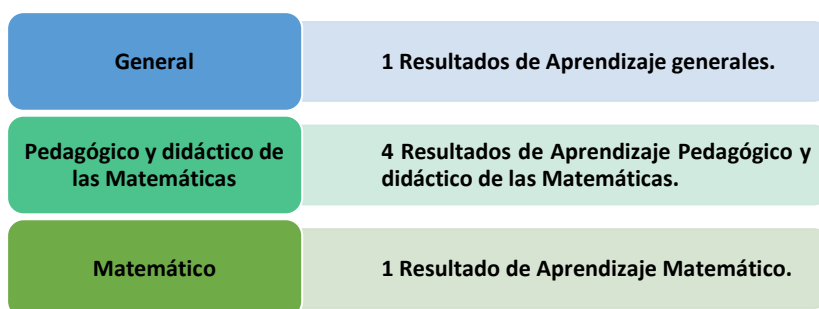 General
1 Resultados de Aprendizaje generales.
Pedagógico y didáctico de
las Matemáticas
4 Resultados de Aprendizaje Pedagógico y
didáctico de las Matemáticas.
Matemático
1 Resultado de Aprendizaje Matemático.